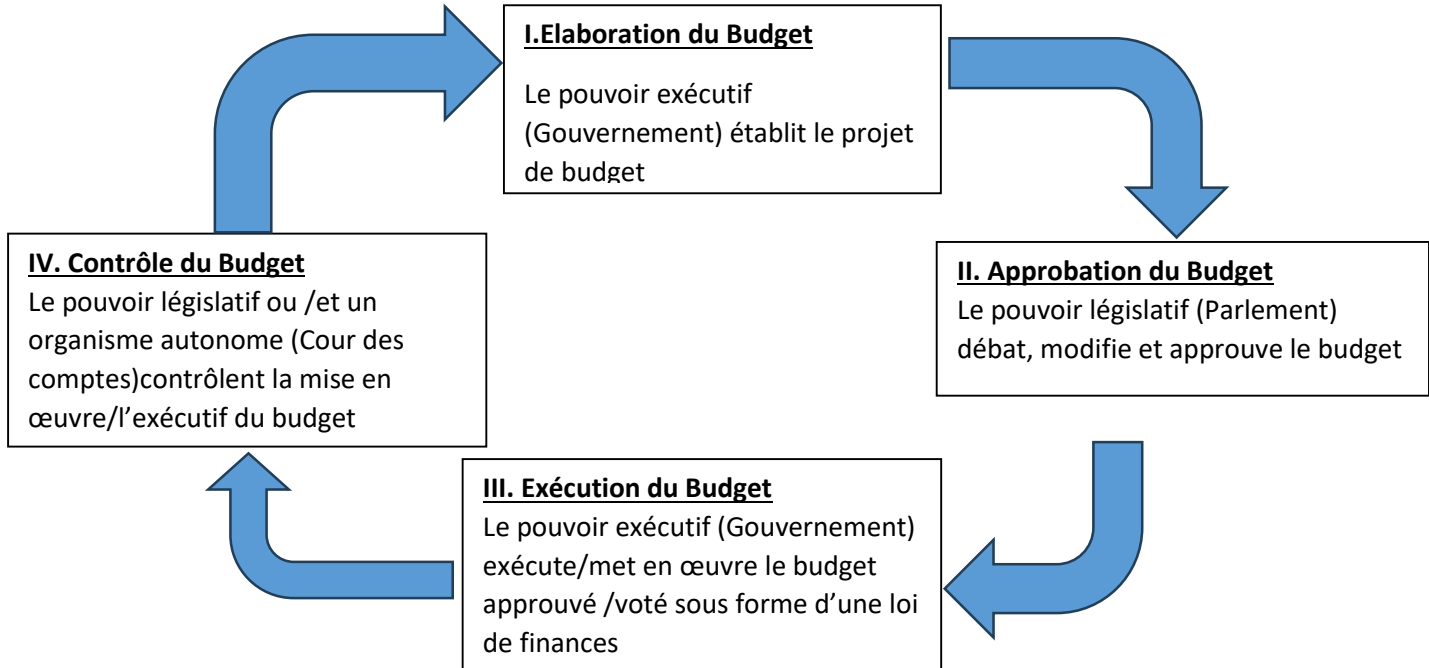 I.Elaboration du Budget
Le pouvoir exécutif
(Gouvernement) établit le projet
de budget
II. Approbation du Budget
Le pouvoir législatif (Parlement)
débat, modifie et approuve le budget
III. Exécution du Budget
Le pouvoir exécutif (Gouvernement)
exécute/met en œuvre le budget
approuvé /voté sous forme d’une loi
de finances
IV. Contrôle du Budget
Le pouvoir législatif ou /et un
organisme autonome (Cour des
comptes)contrôlent la mise en
œuvre/l’exécutif du budget